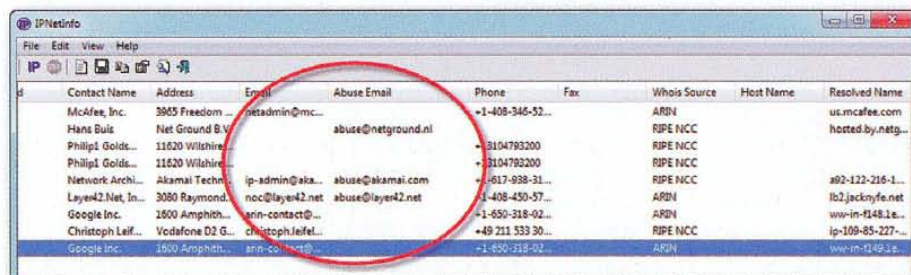 IPNetInfo
File Edit View Help
IP
d Contact Name Address Email Abuse Email Phone Fax Whois Source Host Name Resolved Name
McAfee, Inc. 3965 Freedom ... netadmin@mc... +1-408-346-52... ARIN us.mcafee.com
Hans Buis Net Ground B.V abuse@netground.nl RIPE NCC hosted.by.netg...
Philip1 Golds... 11620 Wilshire +13104793200 RIPE NCC
Philip1 Golds... 11620 Wilshire 3104793200 RIPE NCC
Network Archi... Akamai Techn... ip-admin@aka... abuse@akamai.com +1-617-938-31... RIPE NCC a92-122-216-1...
Layer42.Net, In... 3080 Raymond... noc@layer42.net abuse@layer42.net +1-408-450-57... ARIN lb2.jacknyfe.net
Google Inc. 1600 Amphith... arin-contact@... +1-650-318-02... ARIN ww-in-f148.1e...
Christoph Leif... Vodafone D2 G... christoph.leifel... +49 211 533 30... RIPE NCC ip-109-85-227-...
Google Inc. 1600 Amphith... arin-contact@... +1-650-318-02... ARIN ww-in-f149.1e...